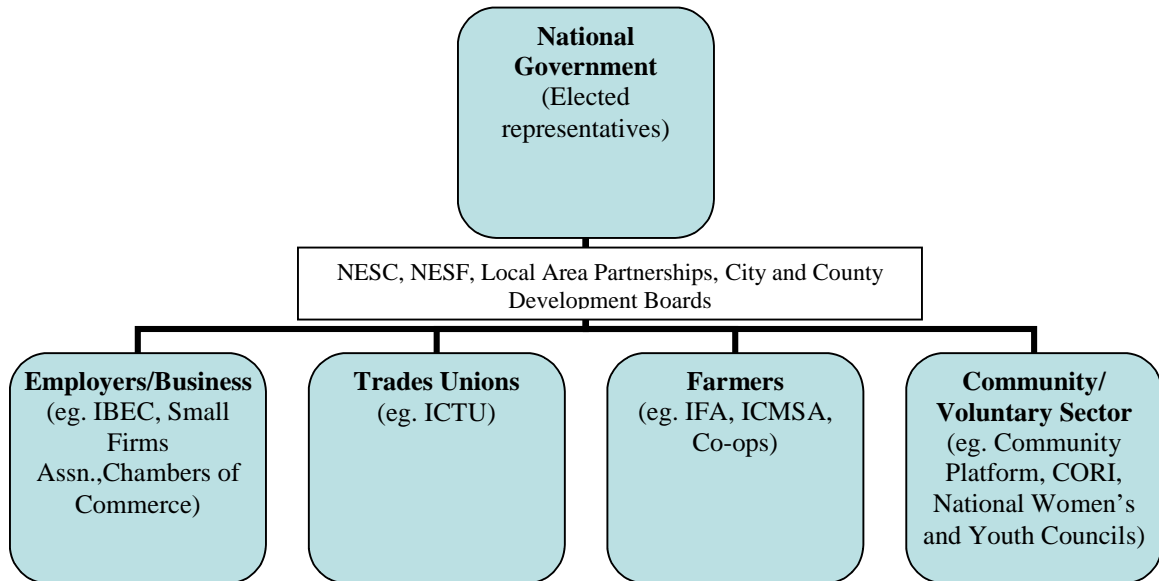 National
Government
(Elected
representatives)
NESC, NESF, Local Area Partnerships, City and County
Development Boards
Employers/Business
(eg. IBEC, Small
Firms
Assn.,Chambers of
Commerce)
Trades Unions
(eg. ICTU)
Farmers
(eg. IFA, ICMSA,
Co-ops)
Community/
Voluntary Sector
(eg. Community
Platform, CORI,
National Women’s
and Youth Councils)